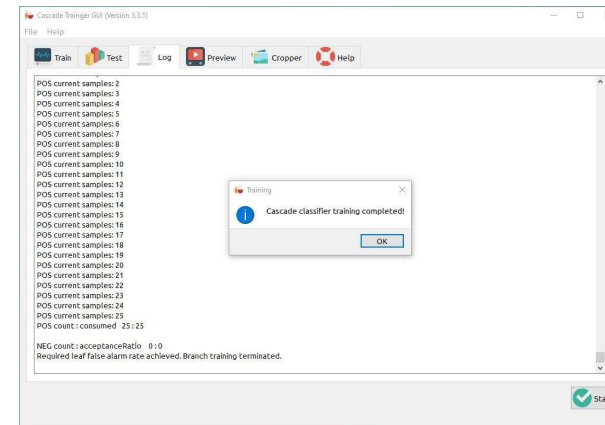 Cascade Trainger GUI (Version 3.3.1)
File Help
Train Test Log Preview Cropper Help
POS current samples: 2
POS current samples: 3
POS current samples: 4
POS current samples: 5
POS current samples: 6
POS current samples: 7
POS current samples: 8
POS current samples: 9
POS current samples: 10
POS current samples: 11
POS current samples: 12
POS current samples: 13
POS current samples: 14
POS current samples: 15
POS current samples: 16
POS current samples: 17
POS current samples: 18
POS current samples: 19
POS current samples: 20
POS current samples: 21
POS current samples: 22
POS current samples: 23
POS current samples: 24
POS current samples: 25
POS count : consumed 25 : 25
NEG count : acceptanceRatio 0 : 0
Required leaf false alarm rate achieved. Branch training terminated.
Training
Cascade classifier training completed!
OK
Sta